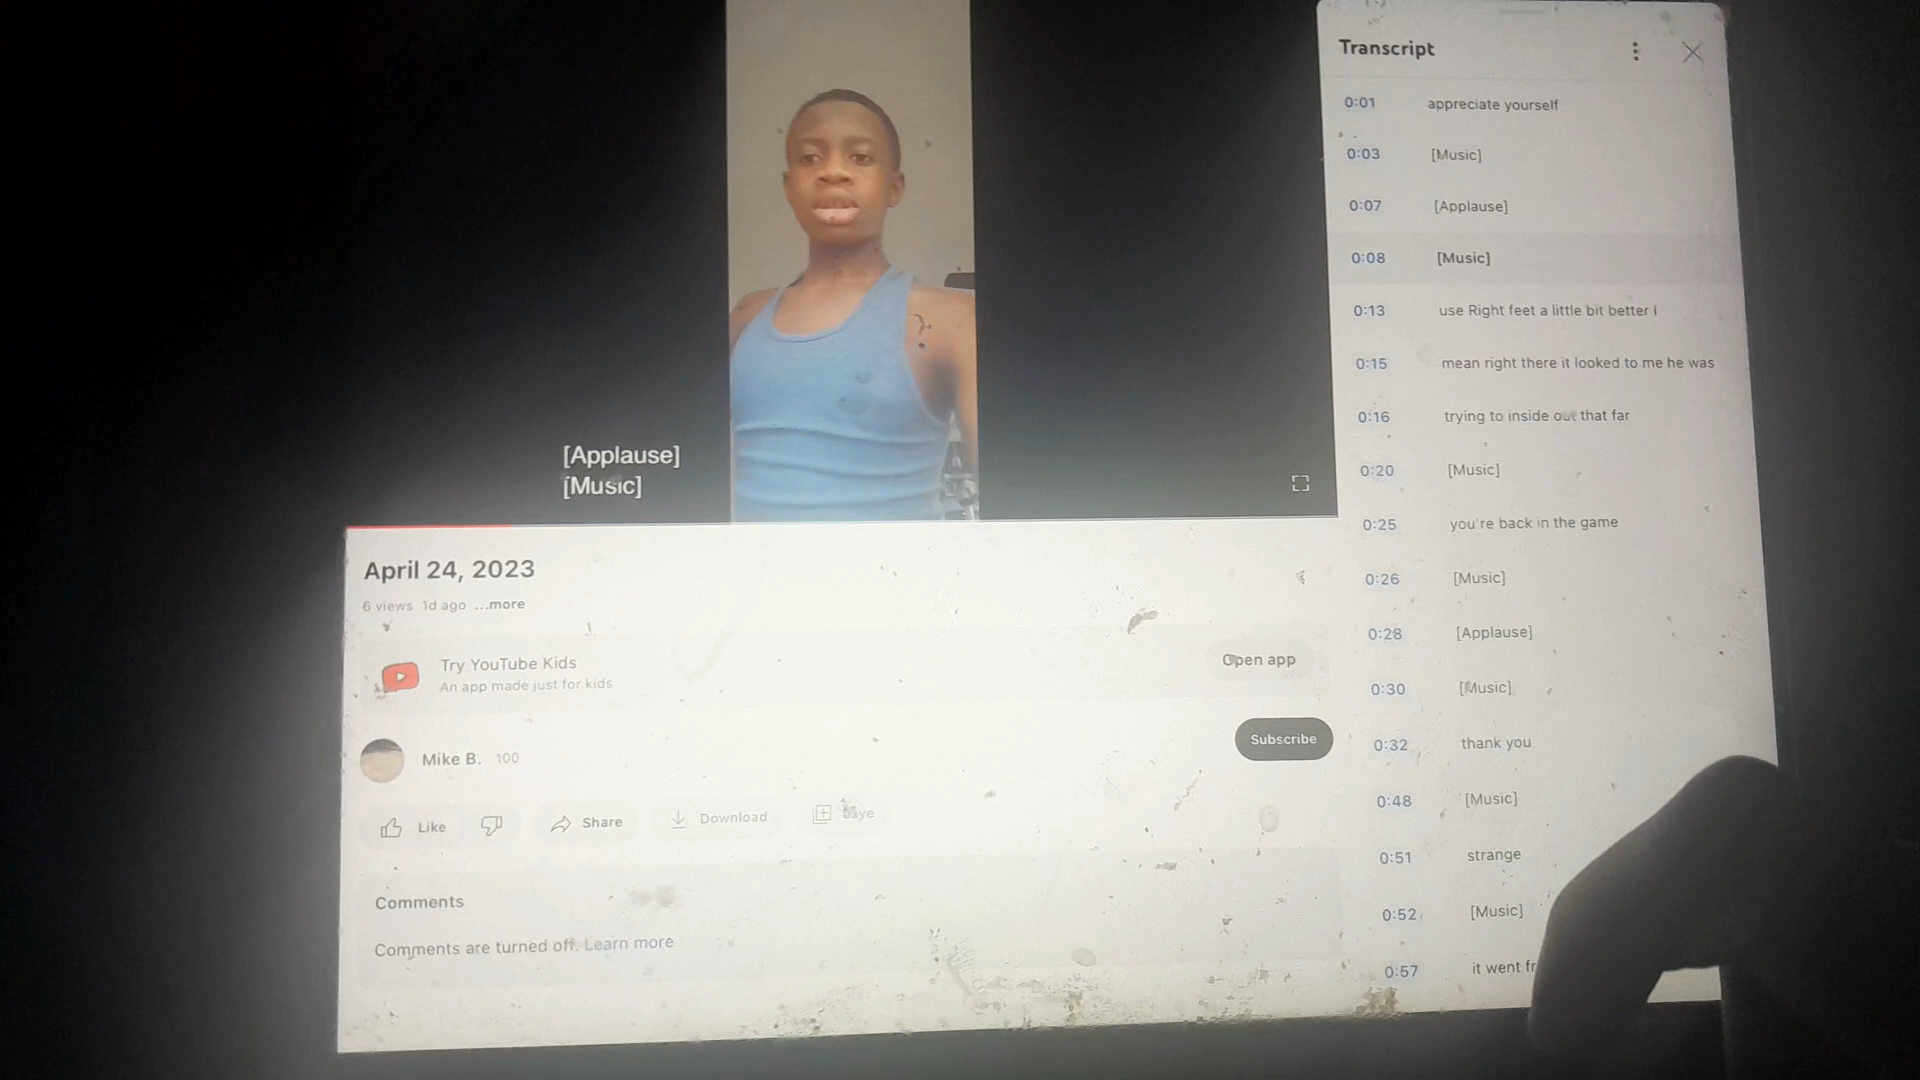 [Applause]
[Music]
April 24, 2023
6 views 1d ago ...more
Try YouTube Kids
An app made just for kids
Open app
Mike B. 100
Subscribe
Like
Share
Download
Comments
Comments are turned off. Learn more
Transcript
0:01 appreciate yourself
0:03 [Music]
0:07 [Applause]
0:08 [Music]
0:13 use Right feet a little bit better I
0:15 mean right there it looked to me he was
0:16 trying to inside out that far
0:20 [Music]
0:25 you're back in the game
0:26 [Music]
0:28 [Applause]
0:30 [Music]
0:32 thank you
0:48 [Music]
0:51 strange
0:52 [Music]
0:57 it went